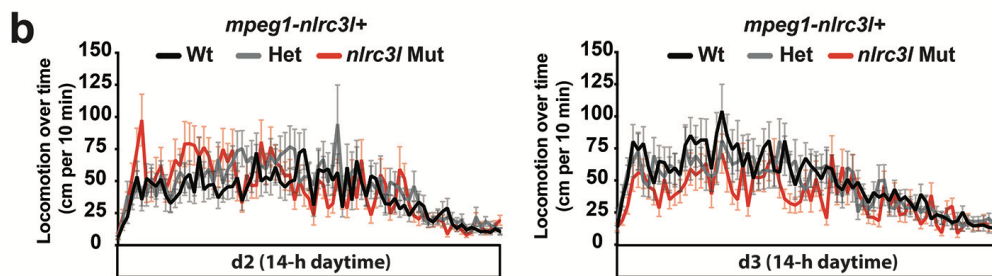 b
mpeg1-nlrc3l+
Wt Het nlrc3l Mut
Locomotion over time
(cm per 10 min)
150
125
100
75
50
25
0
d2 (14-h daytime)
mpeg1-nlrc3l+
Wt Het nlrc3l Mut
Locomotion over time
(cm per 10 min)
150
125
100
75
50
25
0
d3 (14-h daytime)